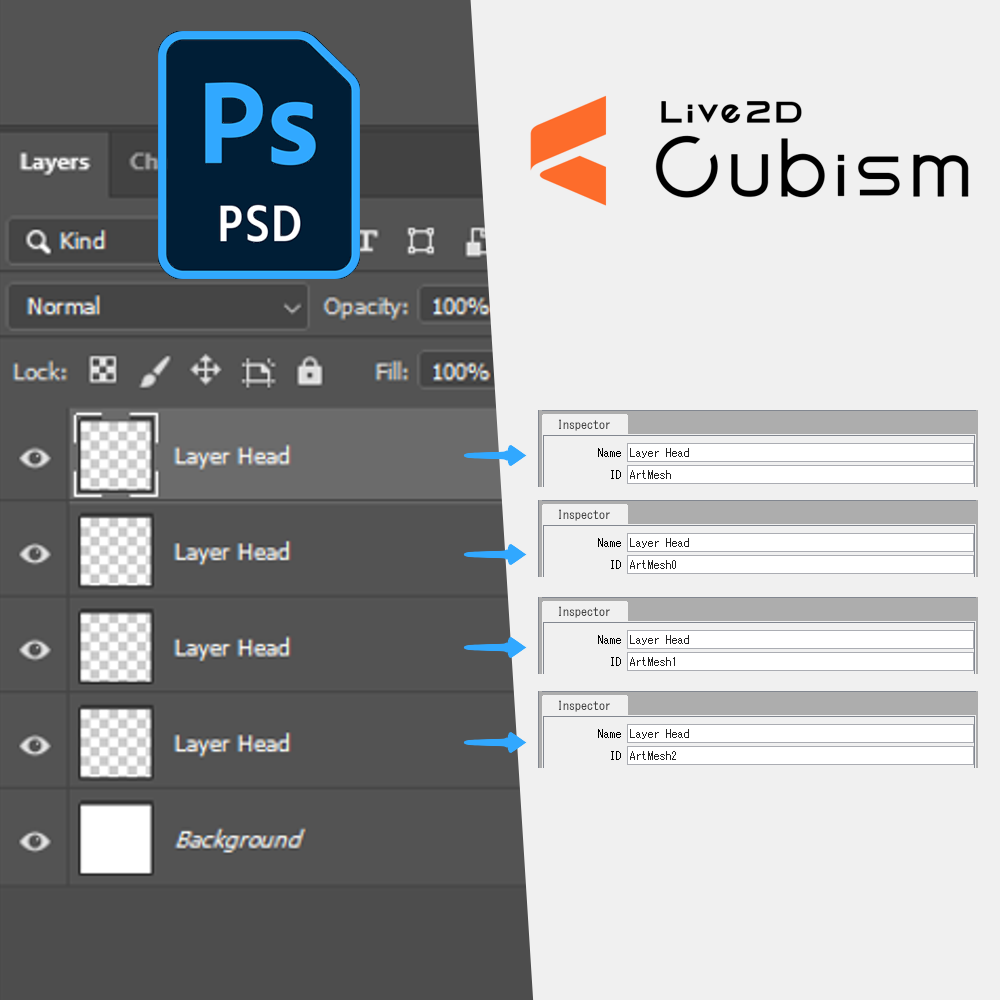 Ps
PSD
Layers
Ch
Kind
T
Normal
Opacity:
100%
Lock:
Fill:
100%
Layer Head
Layer Head
Layer Head
Layer Head
Background
Live2D
Cubism
Inspector
Name Layer Head
ID ArtMesh
Inspector
Name Layer Head
ID ArtMesh0
Inspector
Name Layer Head
ID ArtMesh1
Inspector
Name Layer Head
ID ArtMesh2